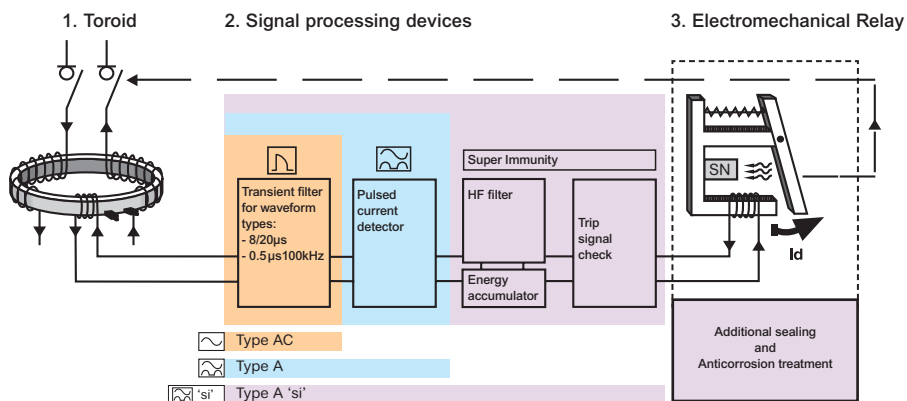 1. Toroid
2. Signal processing devices
3. Electromechanical Relay
Super Immunity
Transient filter
for waveform
types:
- 8/20µs
- 0.5µs100kHz
Pulsed
current
detector
HF filter
Energy
accumulator
Trip
signal
check
SN
Id
Type AC
Type A
'si' Type A 'si'
Additional sealing
and
Anticorrosion treatment